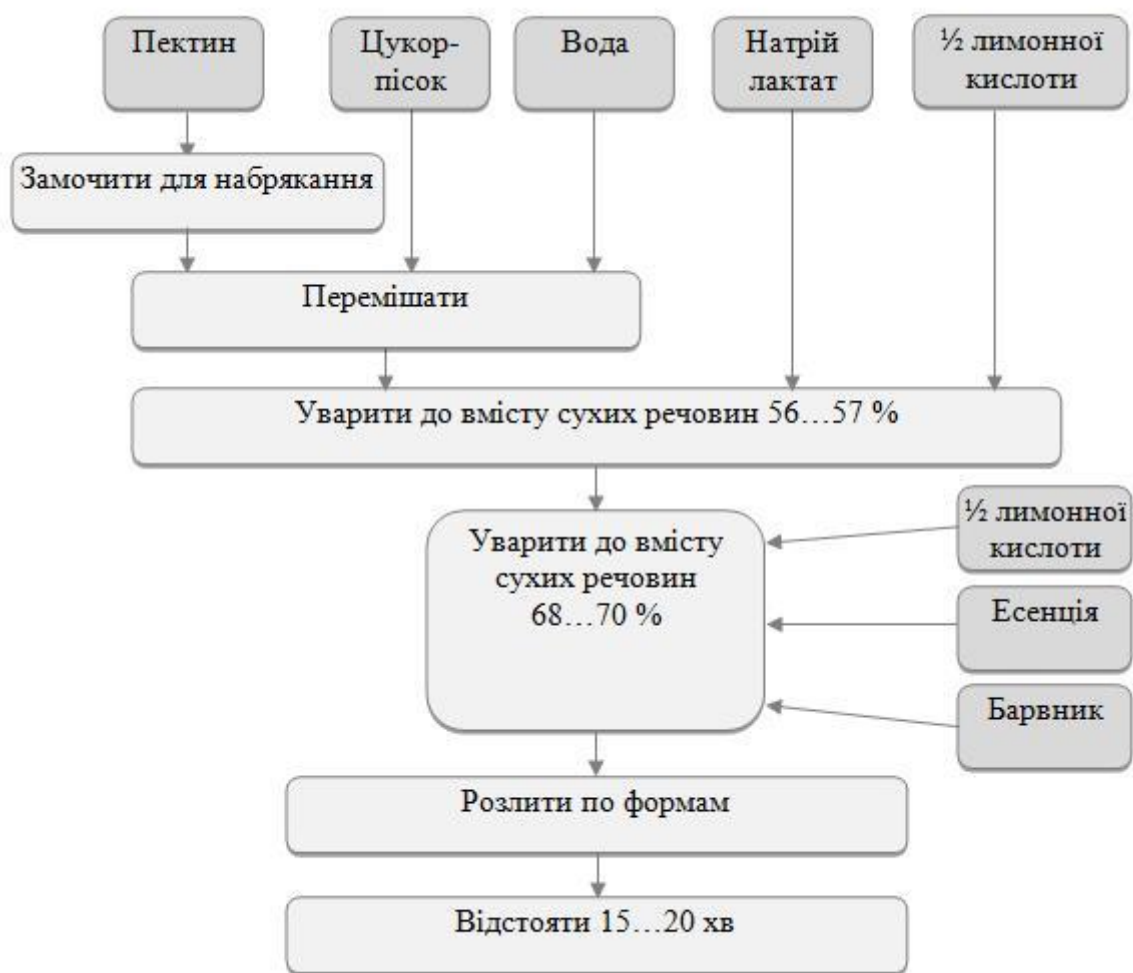 Пектин
Цукор-
пісок
Вода
Натрій
лактат
½ лимонної
кислоти
Замочити для набрякання
Перемішати
Уварити до вмісту сухих речовин 56…57 %
Уварити до вмісту
сухих речовин
68…70 %
½ лимонної
кислоти
Есенція
Барвник
Розлити по формам
Відстояти 15…20 хв